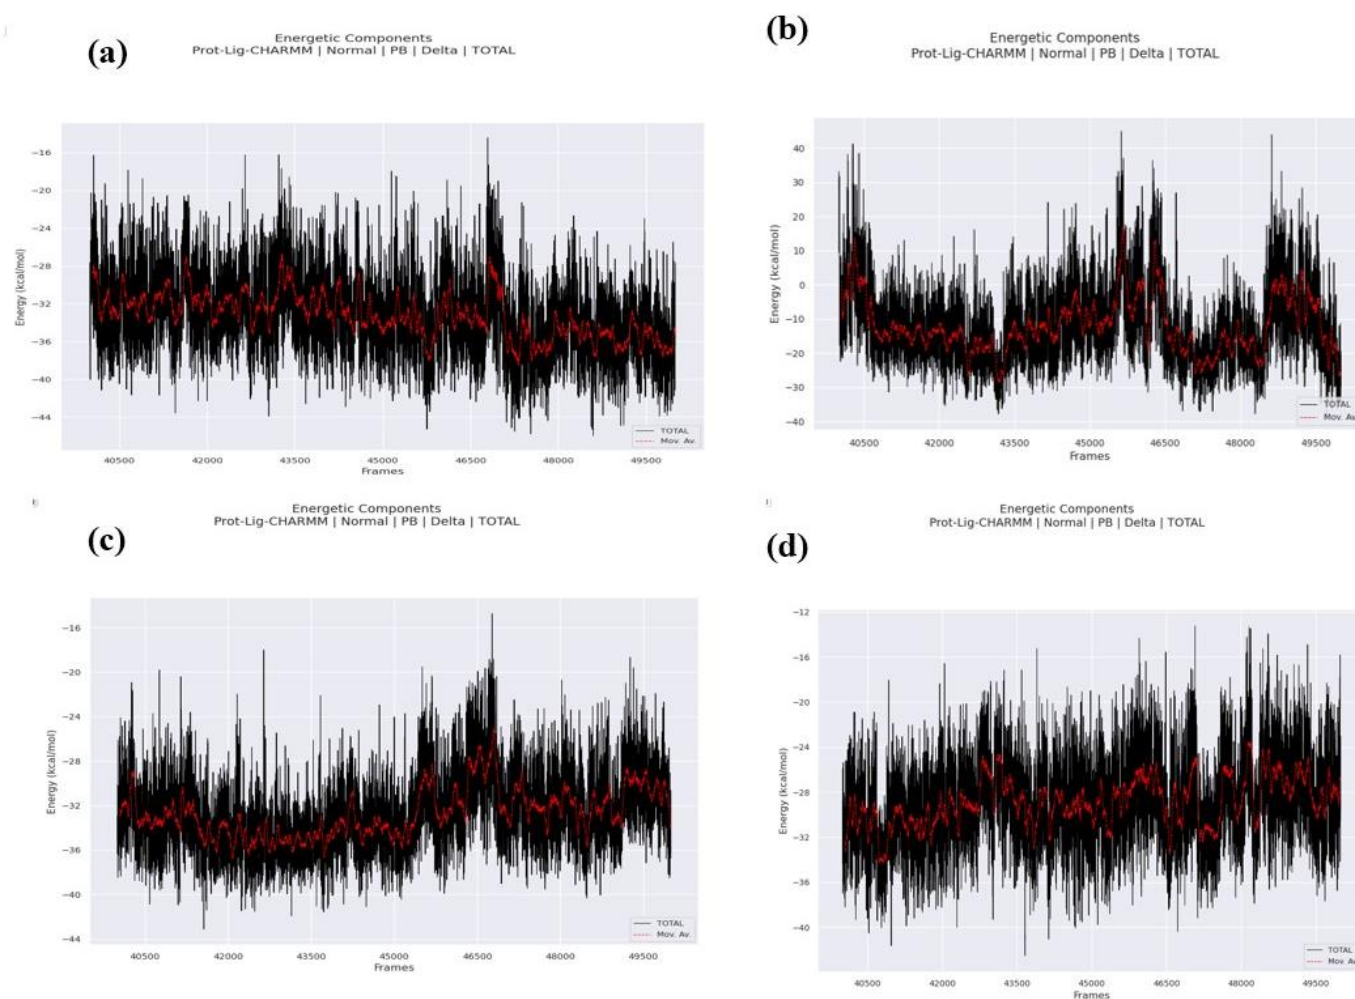 (a)
Energetic Components
Prot-Lig-CHARMM | Normal | PB | Delta | TOTAL
Energy (kcal/mol)
−16
−20
−24
−28
−32
−36
−40
−44
TOTAL
Mov. Av.
40500 42000 43500 45000 46500 48000 49500
Frames
(b)
Energetic Components
Prot-Lig-CHARMM | Normal | PB | Delta | TOTAL
Energy (kcal/mol)
40
30
20
10
0
−10
−20
−30
−40
TOTAL
Mov. Av.
40500 42000 43500 45000 46500 48000 49500
Frames
(c)
Energetic Components
Prot-Lig-CHARMM | Normal | PB | Delta | TOTAL
Energy (kcal/mol)
−16
−20
−24
−28
−32
−36
−40
−44
TOTAL
Mov. Av.
40500 42000 43500 45000 46500 48000 49500
Frames
(d)
Energetic Components
Prot-Lig-CHARMM | Normal | PB | Delta | TOTAL
Energy (kcal/mol)
−12
−16
−20
−24
−28
−32
−36
−40
TOTAL
Mov. Av.
40500 42000 43500 45000 46500 48000 49500
Frames